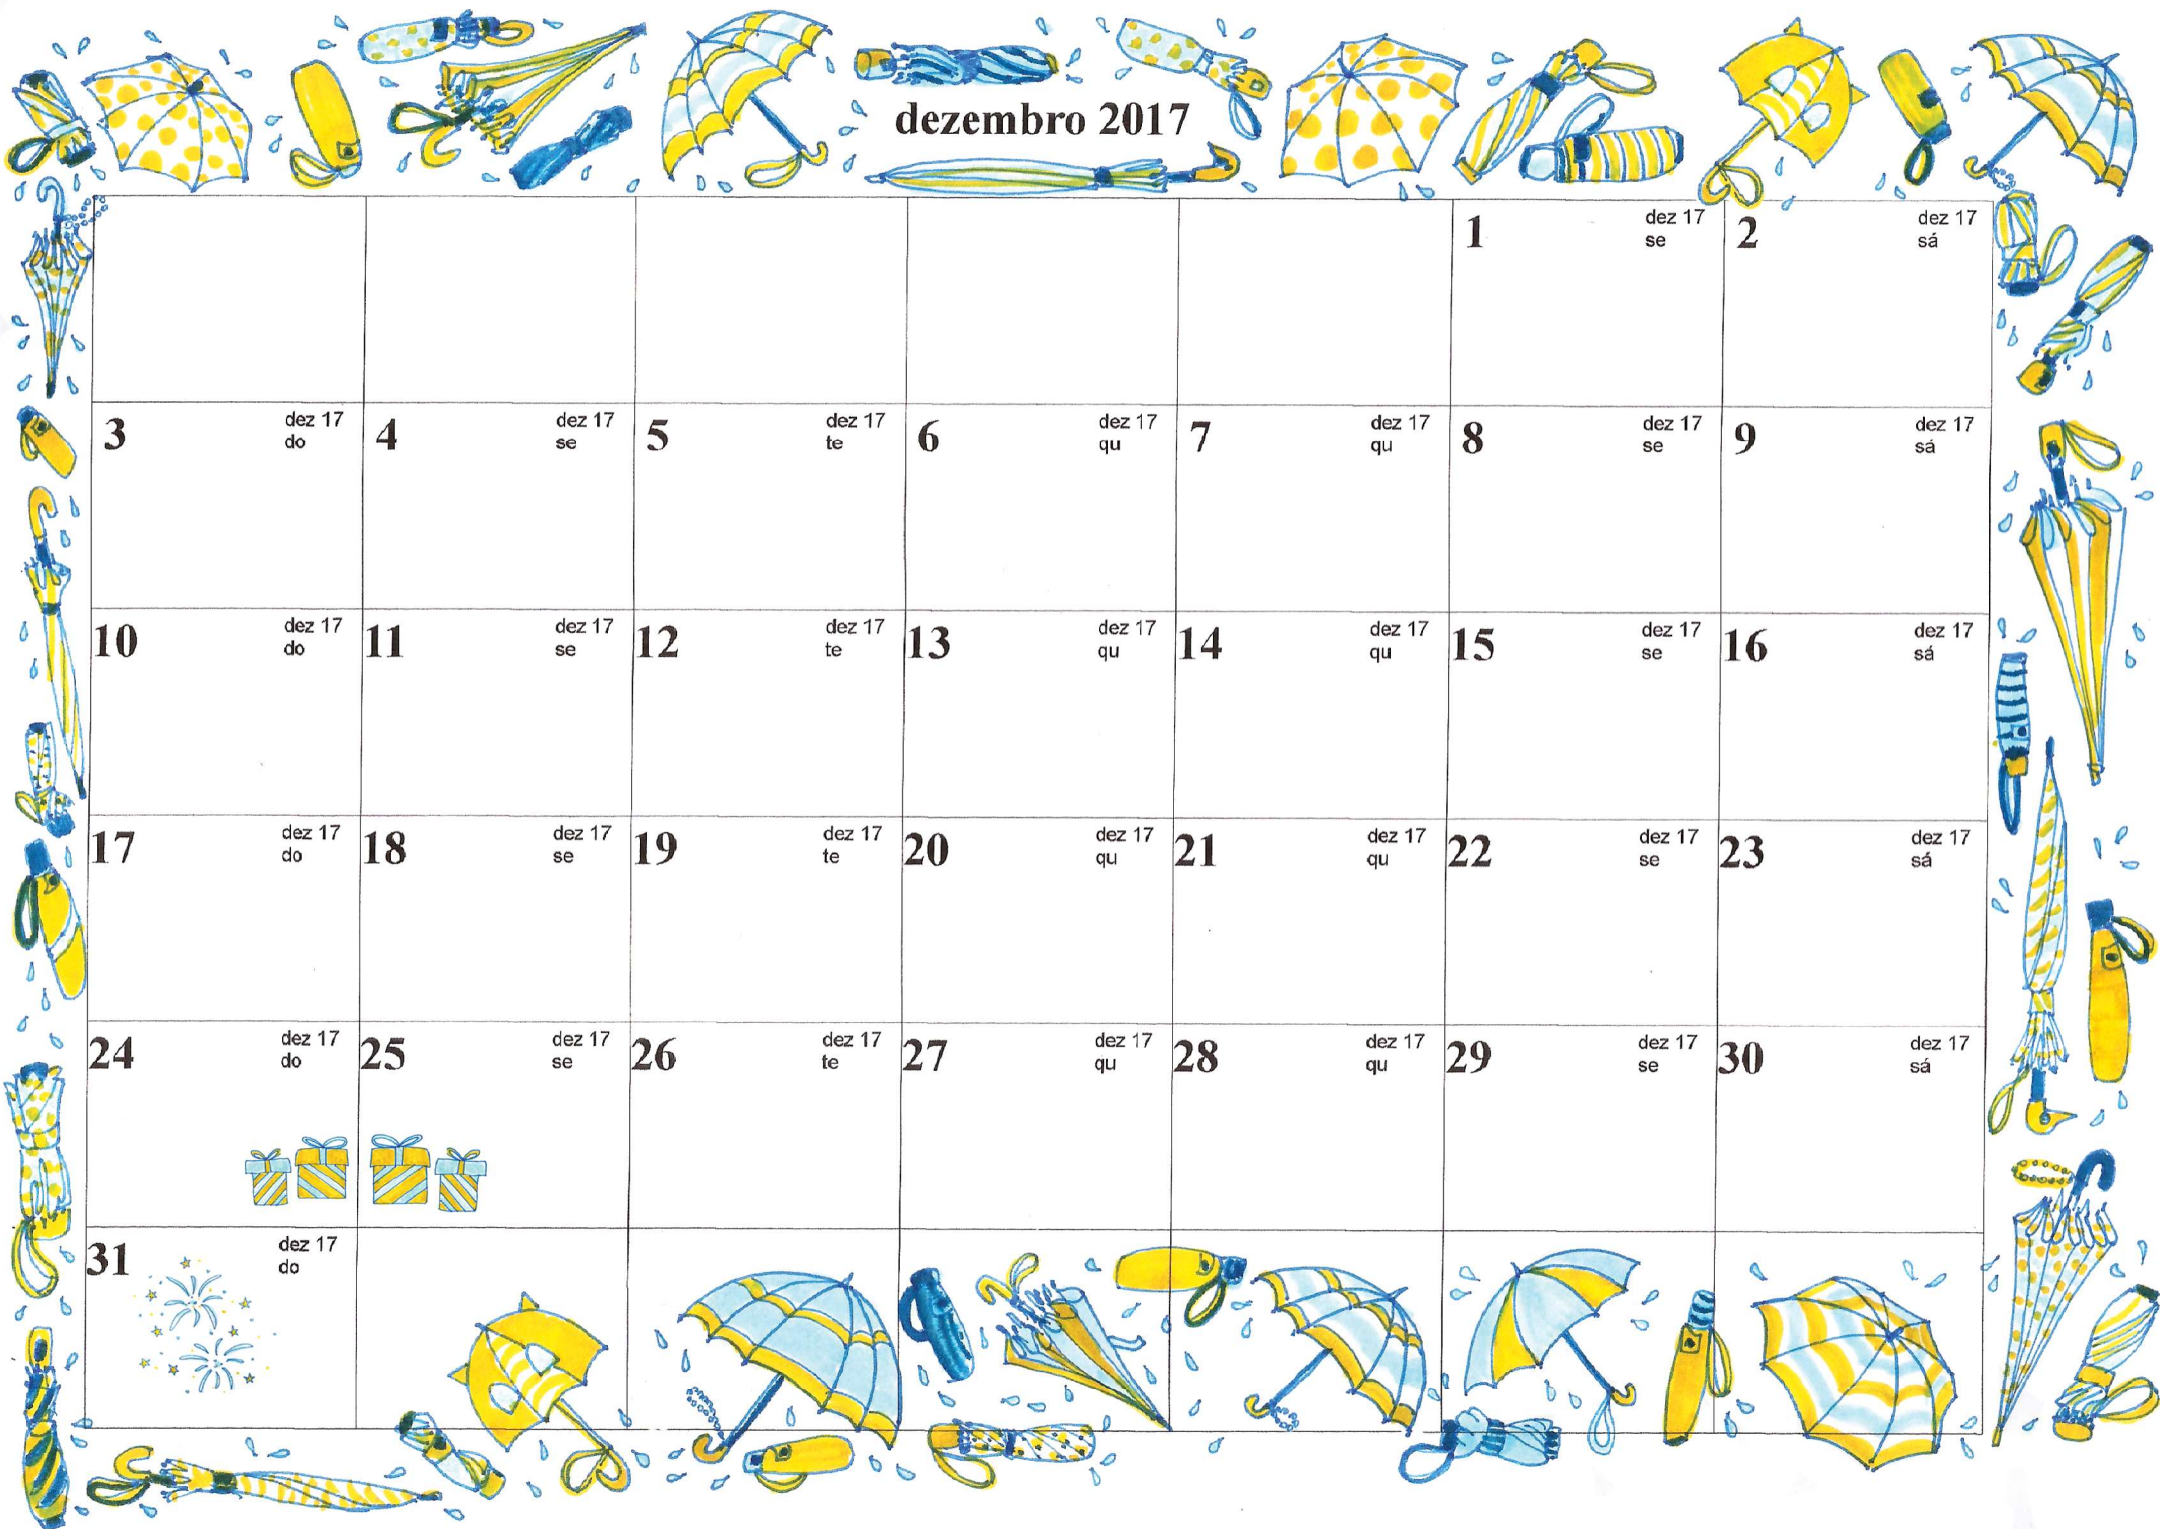 dezembro 2017
1 dez 17
se
2 dez 17
sá
3 dez 17
do
4 dez 17
se
5 dez 17
te
6 dez 17
qu
7 dez 17
qu
8 dez 17
se
9 dez 17
sá
10 dez 17
do
11 dez 17
se
12 dez 17
te
13 dez 17
qu
14 dez 17
qu
15 dez 17
se
16 dez 17
sá
17 dez 17
do
18 dez 17
se
19 dez 17
te
20 dez 17
qu
21 dez 17
qu
22 dez 17
se
23 dez 17
sá
24 dez 17
do
25 dez 17
se
26 dez 17
te
27 dez 17
qu
28 dez 17
qu
29 dez 17
se
30 dez 17
sá
31 dez 17
do